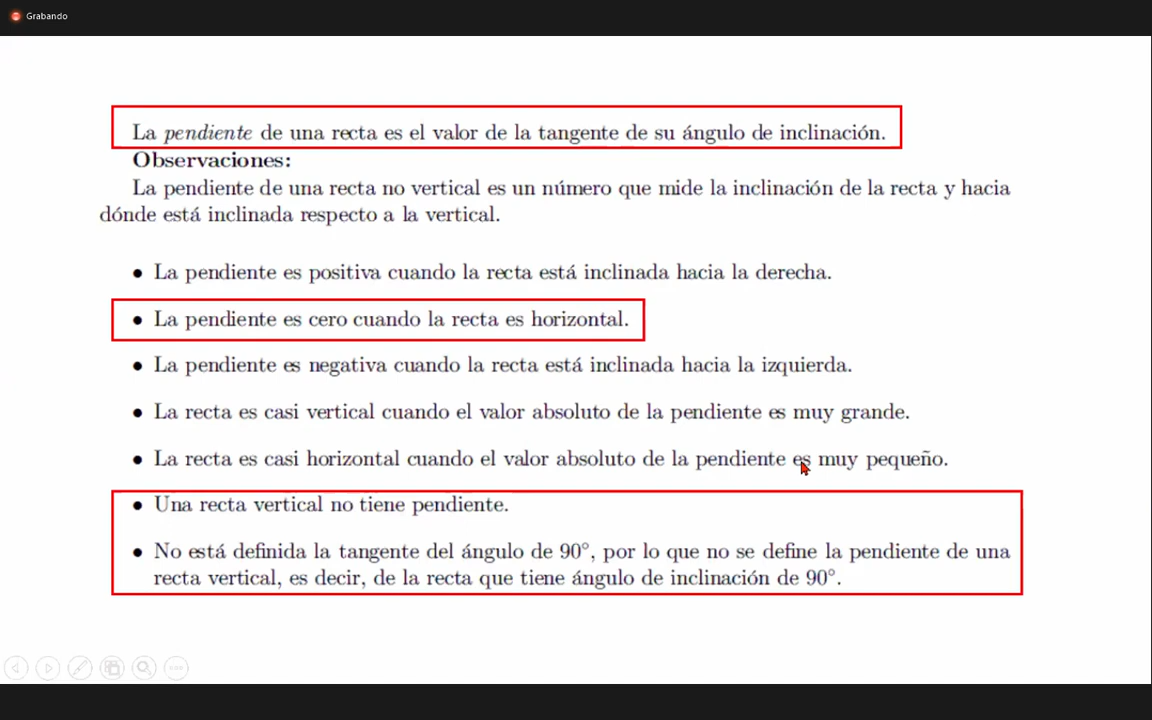 Grabando
La pendiente de una recta es el valor de la tangente de su ángulo de inclinación.
Observaciones:
La pendiente de una recta no vertical es un número que mide la inclinación de la recta y hacia
dónde está inclinada respecto a la vertical.
• La pendiente es positiva cuando la recta está inclinada hacia la derecha.
• La pendiente es cero cuando la recta es horizontal.
• La pendiente es negativa cuando la recta está inclinada hacia la izquierda.
• La recta es casi vertical cuando el valor absoluto de la pendiente es muy grande.
• La recta es casi horizontal cuando el valor absoluto de la pendiente es muy pequeño.
• Una recta vertical no tiene pendiente.
• No está definida la tangente del ángulo de 90°, por lo que no se define la pendiente de una
recta vertical, es decir, de la recta que tiene ángulo de inclinación de 90°.